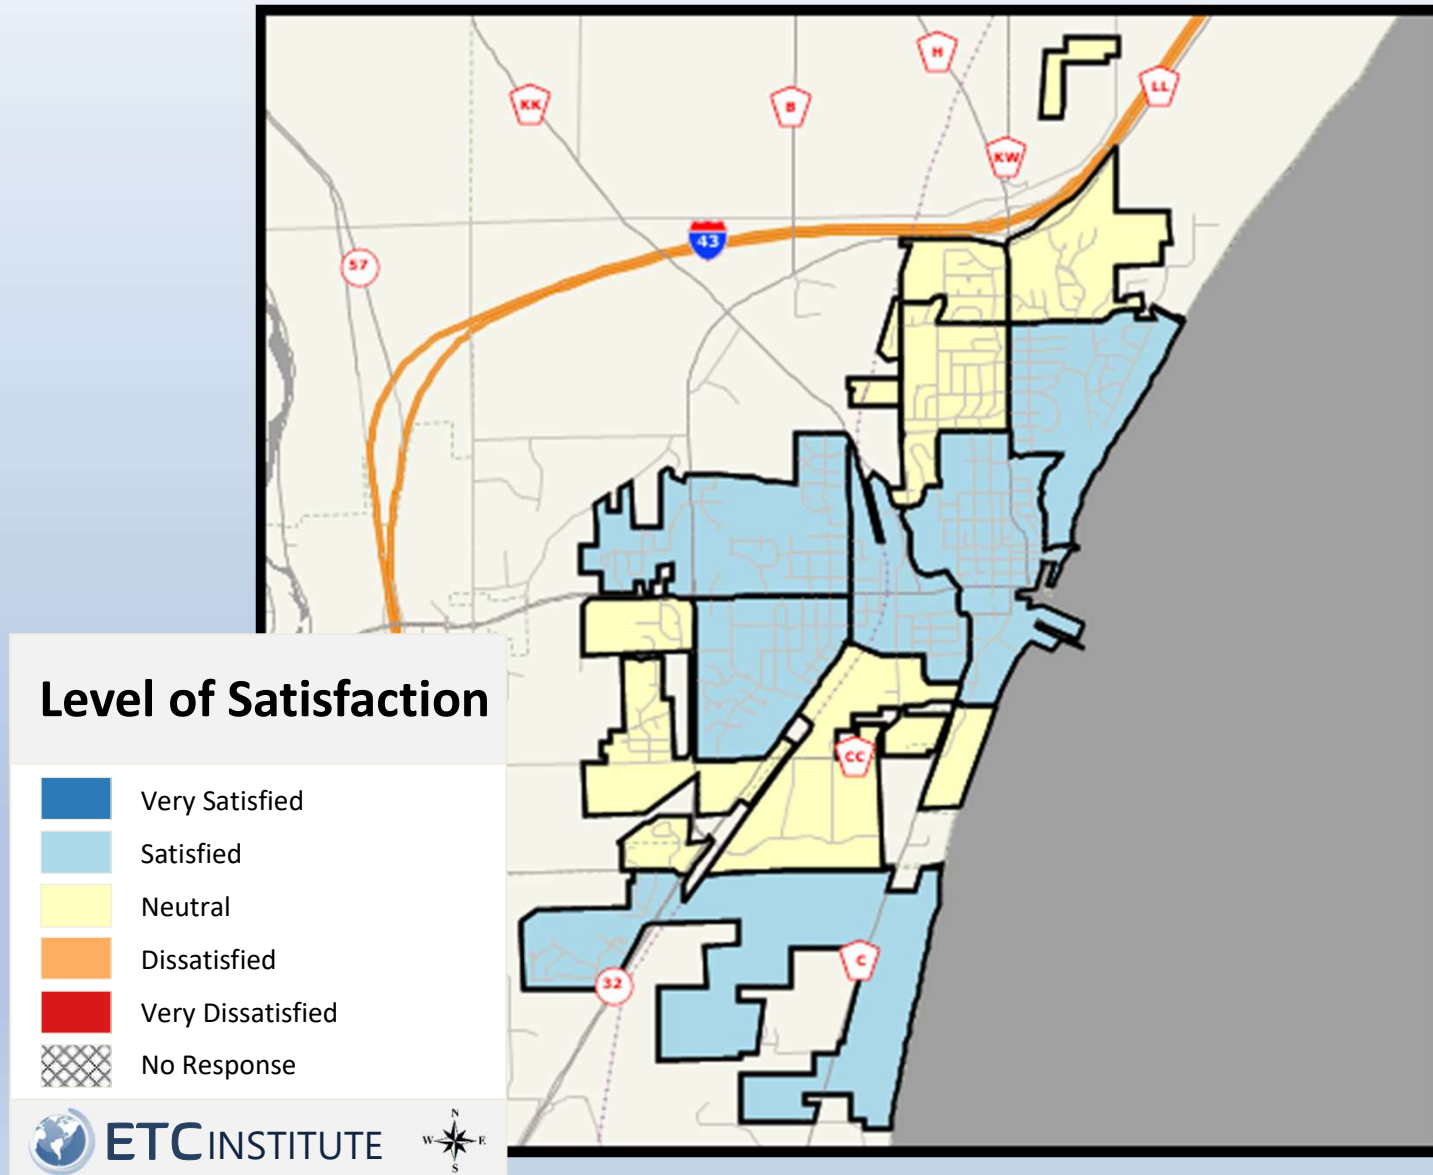 H
LL
KK
B
KW
43
57
Level of Satisfaction
CC
Very Satisfied
Satisfied
Neutral
Dissatisfied
C
32
Very Dissatisfied
No Response
N
W E
S
ETC INSTITUTE